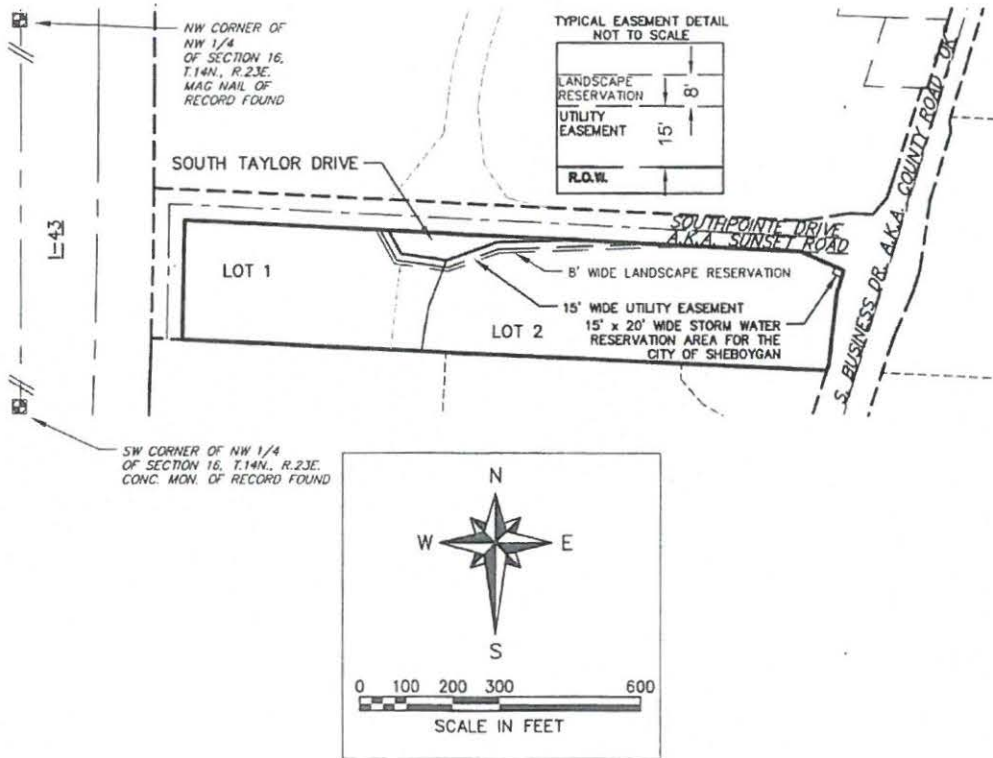 NW CORNER OF
NW 1/4
OF SECTION 16,
T.14N., R.23E.
MAG NAIL OF
RECORD FOUND
TYPICAL EASEMENT DETAIL
NOT TO SCALE
LANDSCAPE
RESERVATION
8'
UTILITY
EASEMENT
15'
R.O.W.
SOUTH TAYLOR DRIVE
I-43
SOUTHPOINTE DRIVE
A.K.A. SUNSET ROAD
S. BUSINESS DR. A.K.A. COUNTY ROAD OK
LOT 1
8' WIDE LANDSCAPE RESERVATION
15' WIDE UTILITY EASEMENT
LOT 2
15' x 20' WIDE STORM WATER
RESERVATION AREA FOR THE
CITY OF SHEBOYGAN
SW CORNER OF NW 1/4
OF SECTION 16, T.14N., R.23E.
CONC. MON. OF RECORD FOUND
N
W E
S
0 100 200 300 600
SCALE IN FEET